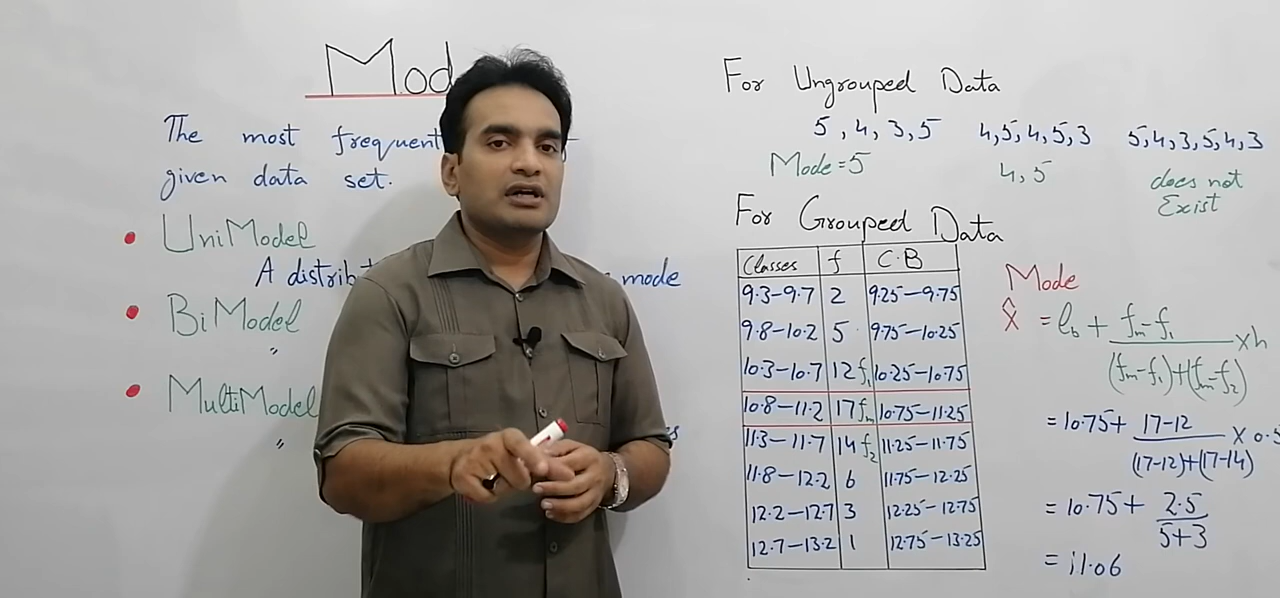 Mod
The most frequent
given data set.
UniModel
A distrib mode
BiModel
"
MultiModel
"
For Ungrouped Data
5, 4, 3, 5 4,5,4,5,3 5,4,3,5,4,3
Mode = 5 4, 5 does not
Exist
For Groupped Data
Classes f C.B
9.3-9.7 2 9.25-9.75
9.8-10.2 5 9.75-10.25
10.3-10.7 12 f₁ 10.25-10.75
10.8-11.2 17 fm 10.75-11.25
11.3-11.7 14 f₂ 11.25-11.75
11.8-12.2 6 11.75-12.25
12.2-12.7 3 12.25-12.75
12.7-13.2 1 12.75-13.25
Mode
X̂ = lb + fm-f₁ / (fm-f₁)+(fm-f₂) × h
= 10.75 + 17-12 / (17-12)+(17-14) × 0.5
= 10.75 + 2.5 / 5+3
= 11.06